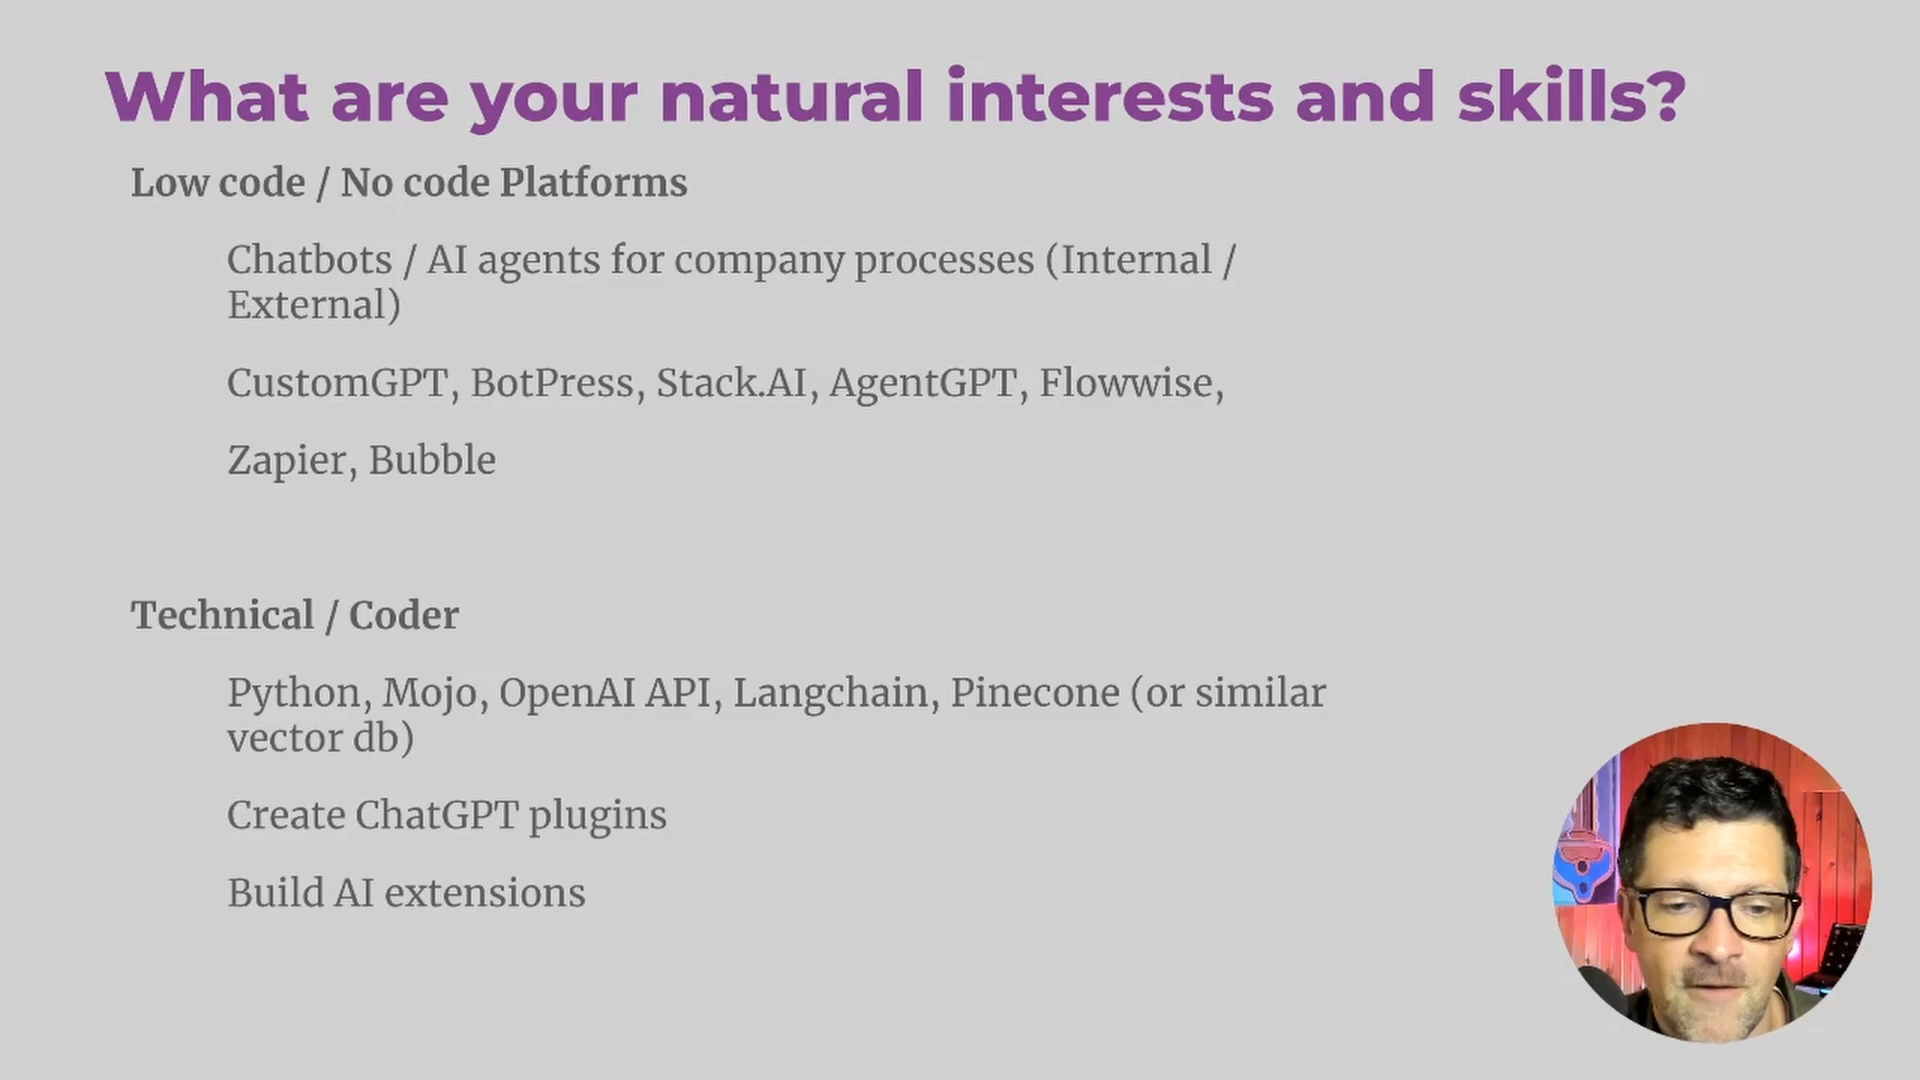 What are your natural interests and skills?
Low code / No code Platforms
Chatbots / AI agents for company processes (Internal /
External)
CustomGPT, BotPress, Stack.AI, AgentGPT, Flowwise,
Zapier, Bubble
Technical / Coder
Python, Mojo, OpenAI API, Langchain, Pinecone (or similar
vector db)
Create ChatGPT plugins
Build AI extensions